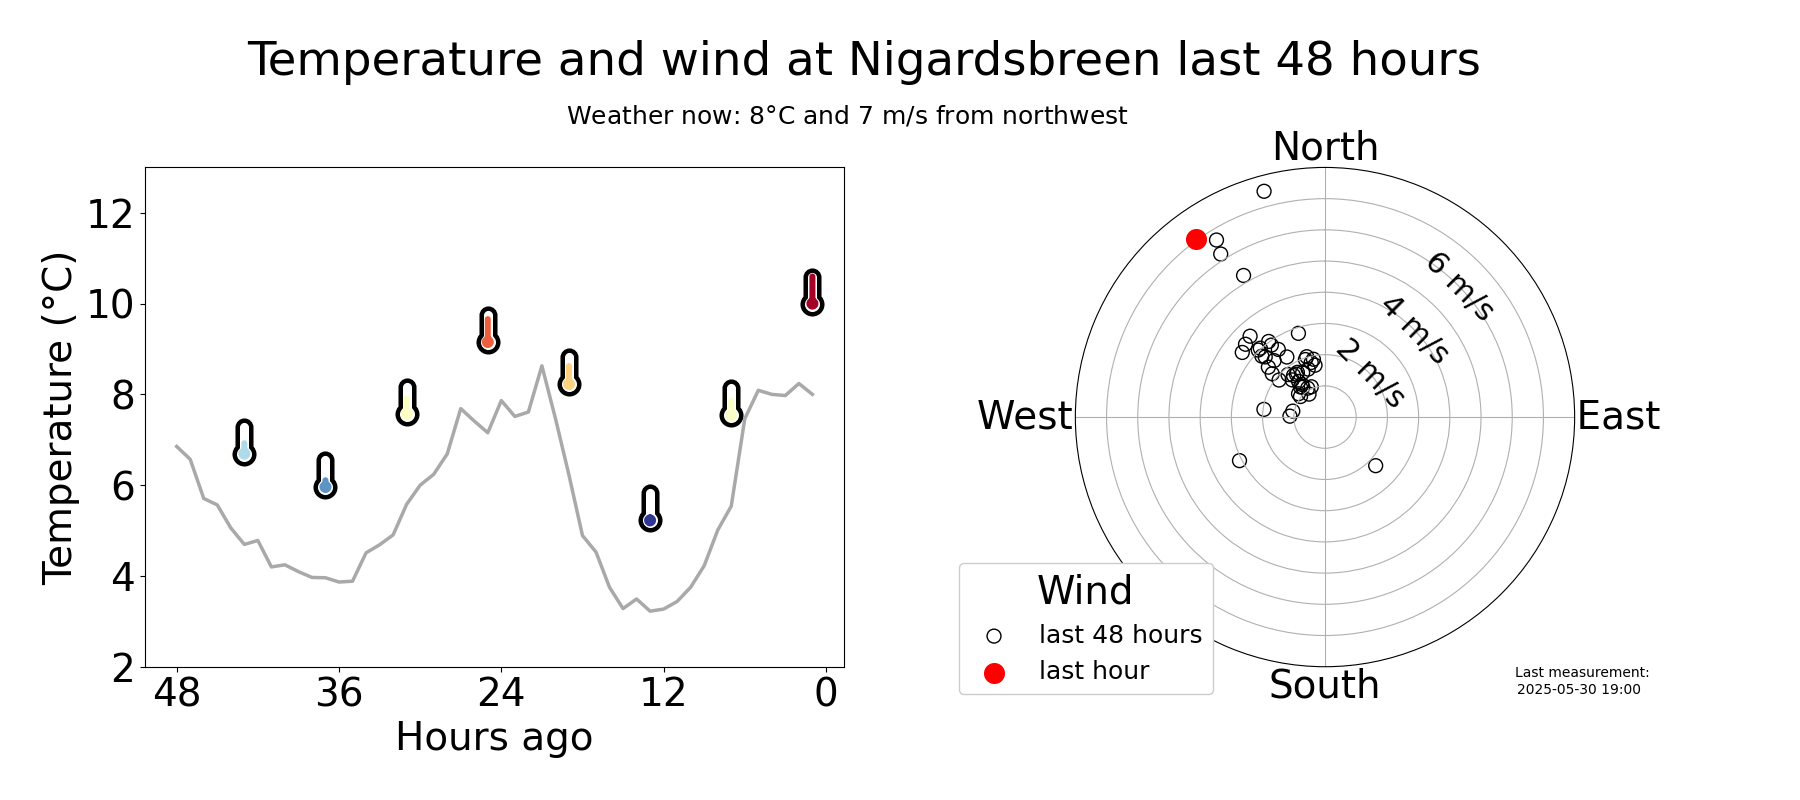 Temperature and wind at Nigardsbreen last 48 hours
Weather now: 8°C and 7 m/s from northwest
Temperature (°C)
12
10
8
6
4
2
48 36 24 12 0
Hours ago
North
West
East
South
6 m/s
4 m/s
2 m/s
Wind
last 48 hours
last hour
Last measurement:
2025-05-30 19:00